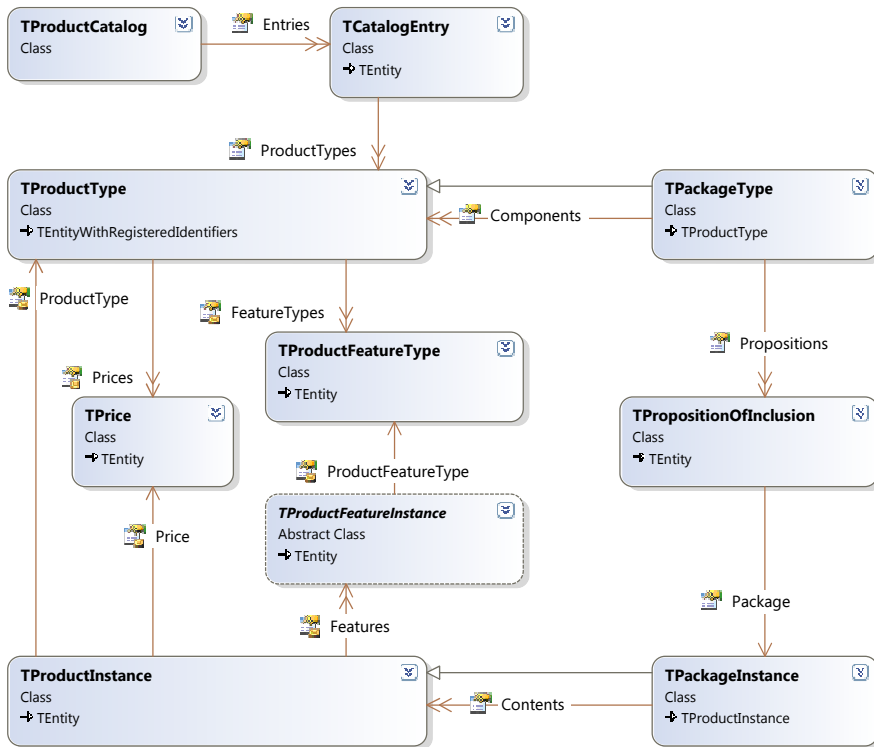 TProductCatalog
Class
Entries
TCatalogEntry
Class
TEntity
ProductTypes
TProductType
Class
TEntityWithRegisteredIdentifiers
Components
TPackageType
Class
TProductType
ProductType
FeatureTypes
Propositions
TProductFeatureType
Class
TEntity
Prices
TPrice
Class
TEntity
TPropositionOfInclusion
Class
TEntity
ProductFeatureType
TProductFeatureInstance
Abstract Class
TEntity
Price
Package
Features
TProductInstance
Class
TEntity
Contents
TPackageInstance
Class
TProductInstance